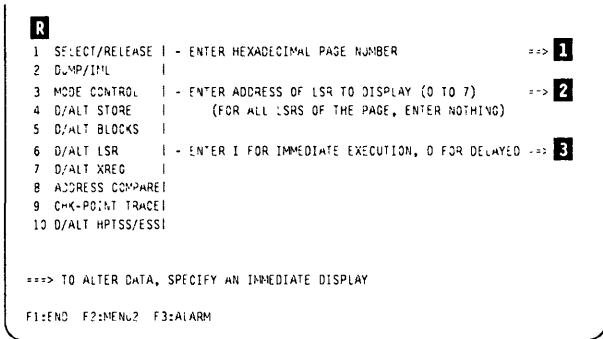 R
1 SELECT/RELEASE | - ENTER HEXADECIMAL PAGE NUMBER ==> 1
2 DUMP/IML |
3 MODE CONTROL | - ENTER ADDRESS OF LSR TO DISPLAY (0 TO 7) ==> 2
4 D/ALT STORE | (FOR ALL LSRS OF THE PAGE, ENTER NOTHING)
5 D/ALT BLOCKS |
6 D/ALT LSR | - ENTER I FOR IMMEDIATE EXECUTION, D FOR DELAYED ==> 3
7 D/ALT XREG |
8 ADDRESS COMPARE|
9 CHK-POINT TRACE|
10 D/ALT HPTSS/ESS|
===> TO ALTER DATA, SPECIFY AN IMMEDIATE DISPLAY
F1:END F2:MENU2 F3:ALARM